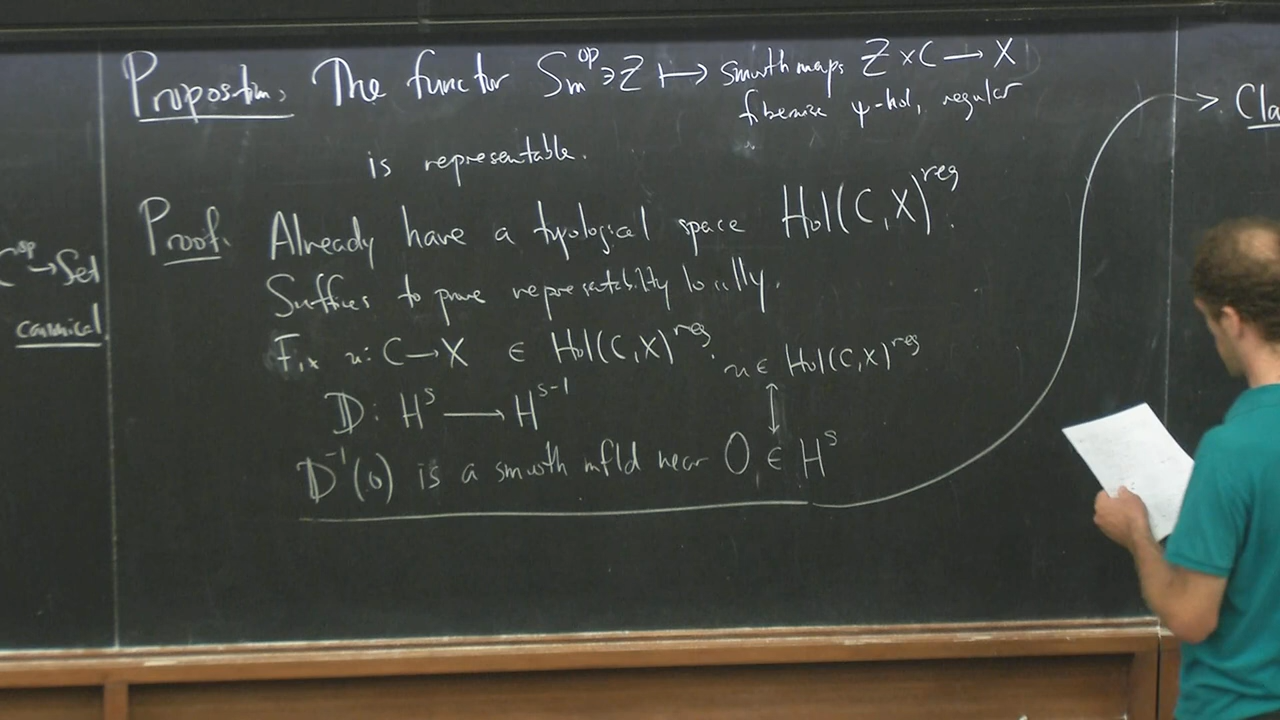 C^op → Set
canonical
Proposition. The functor Sm^op ∋ Z ↦ smooth maps Z × C → X
fiberwise ψ-hol, regular
is representable.
Proof. Already have a topological space Hol(C,X)^reg.
Suffices to prove representability locally.
Fix u: C → X ∈ Hol(C,X)^reg.
u ∈ Hol(C,X)^reg
↕
D: H^s → H^{s-1}
D^{-1}(0) is a smooth mfld near 0 ∈ H^s
→ Cla